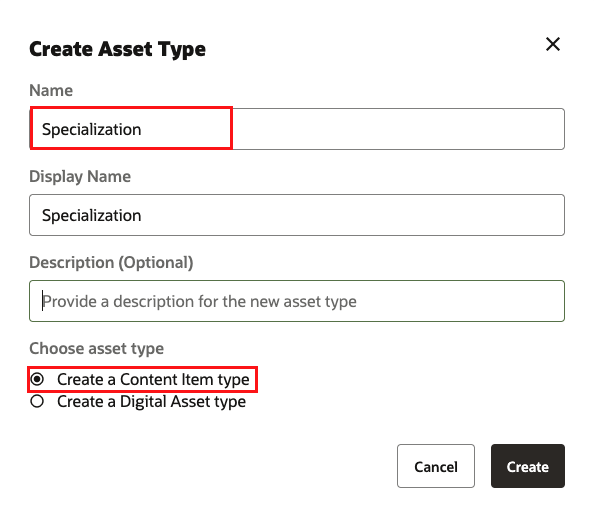 Create Asset Type
Name
Specialization
Display Name
Specialization
Description (Optional)
Provide a description for the new asset type
Choose asset type
Create a Content Item type
Create a Digital Asset type
Cancel Create